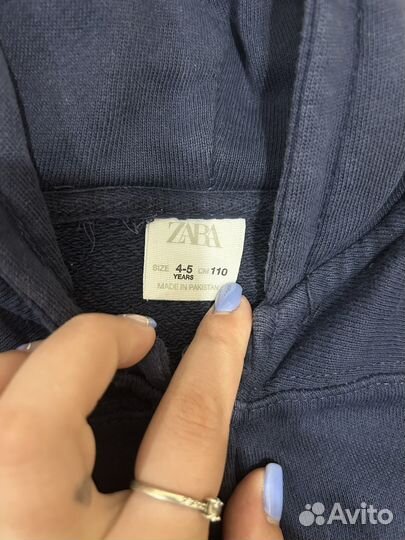 ZARA
SIZE 4-5 CM 110
YEARS
MADE IN PAKISTAN
Avito